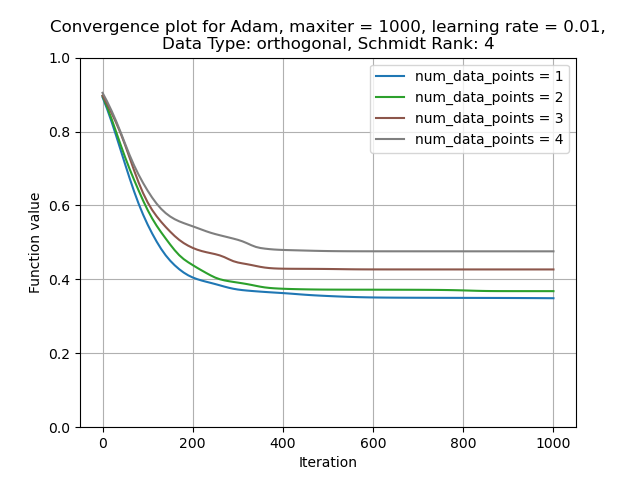 Convergence plot for Adam, maxiter = 1000, learning rate = 0.01,
Data Type: orthogonal, Schmidt Rank: 4
num_data_points = 1
num_data_points = 2
num_data_points = 3
num_data_points = 4
Function value
1.0
0.8
0.6
0.4
0.2
0.0
0 200 400 600 800 1000
Iteration